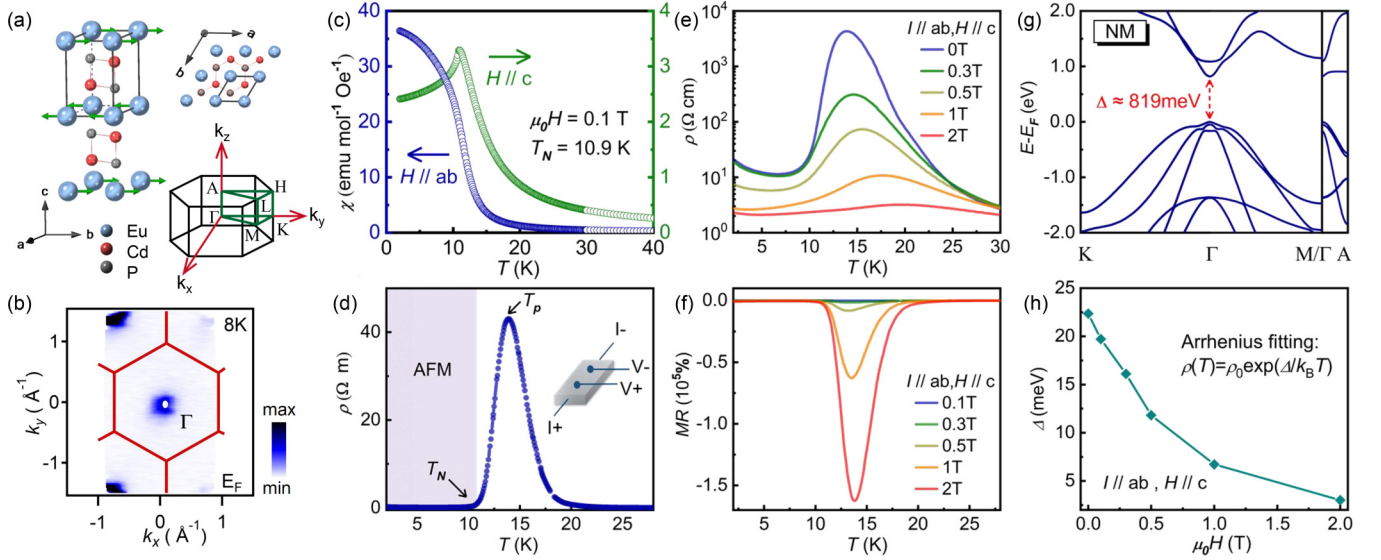 (a)
a
b
c
a
b
Eu
Cd
P
k_z
k_y
k_x
A
H
Γ
L
M
K
(b)
8K
Γ
E_F
max
min
k_y ( Å⁻¹)
1
0
-1
-1
0
1
k_x ( Å⁻¹)
(c)
χ (emu mol⁻¹ Oe⁻¹)
40
30
20
10
0
4
3
2
1
0
H // c
μ₀H = 0.1 T
T_N = 10.9 K
H // ab
0 10 20 30 40
T (K)
(d)
ρ (Ω m)
40
20
0
AFM
T_p
T_N
I-
V-
V+
I+
5 10 15 20 25
T (K)
(e)
ρ (Ω cm)
10⁵
10⁴
10³
10²
10¹
10⁰
I // ab, H // c
0T
0.3T
0.5T
1T
2T
5 10 15 20 25 30
T (K)
(f)
MR (10⁵%)
0.0
-0.5
-1.0
-1.5
I // ab, H // c
0.1T
0.3T
0.5T
1T
2T
5 10 15 20 25
T (K)
(g)
NM
Δ ≈ 819meV
E-E_F (eV)
2.0
1.0
0.0
-1.0
-2.0
K Γ M/Γ A
(h)
Δ (meV)
25
20
15
10
5
0
Arrhenius fitting:
ρ(T)=ρ₀exp(Δ/k_BT)
I // ab , H // c
0.0 0.5 1.0 1.5 2.0
μ₀H (T)